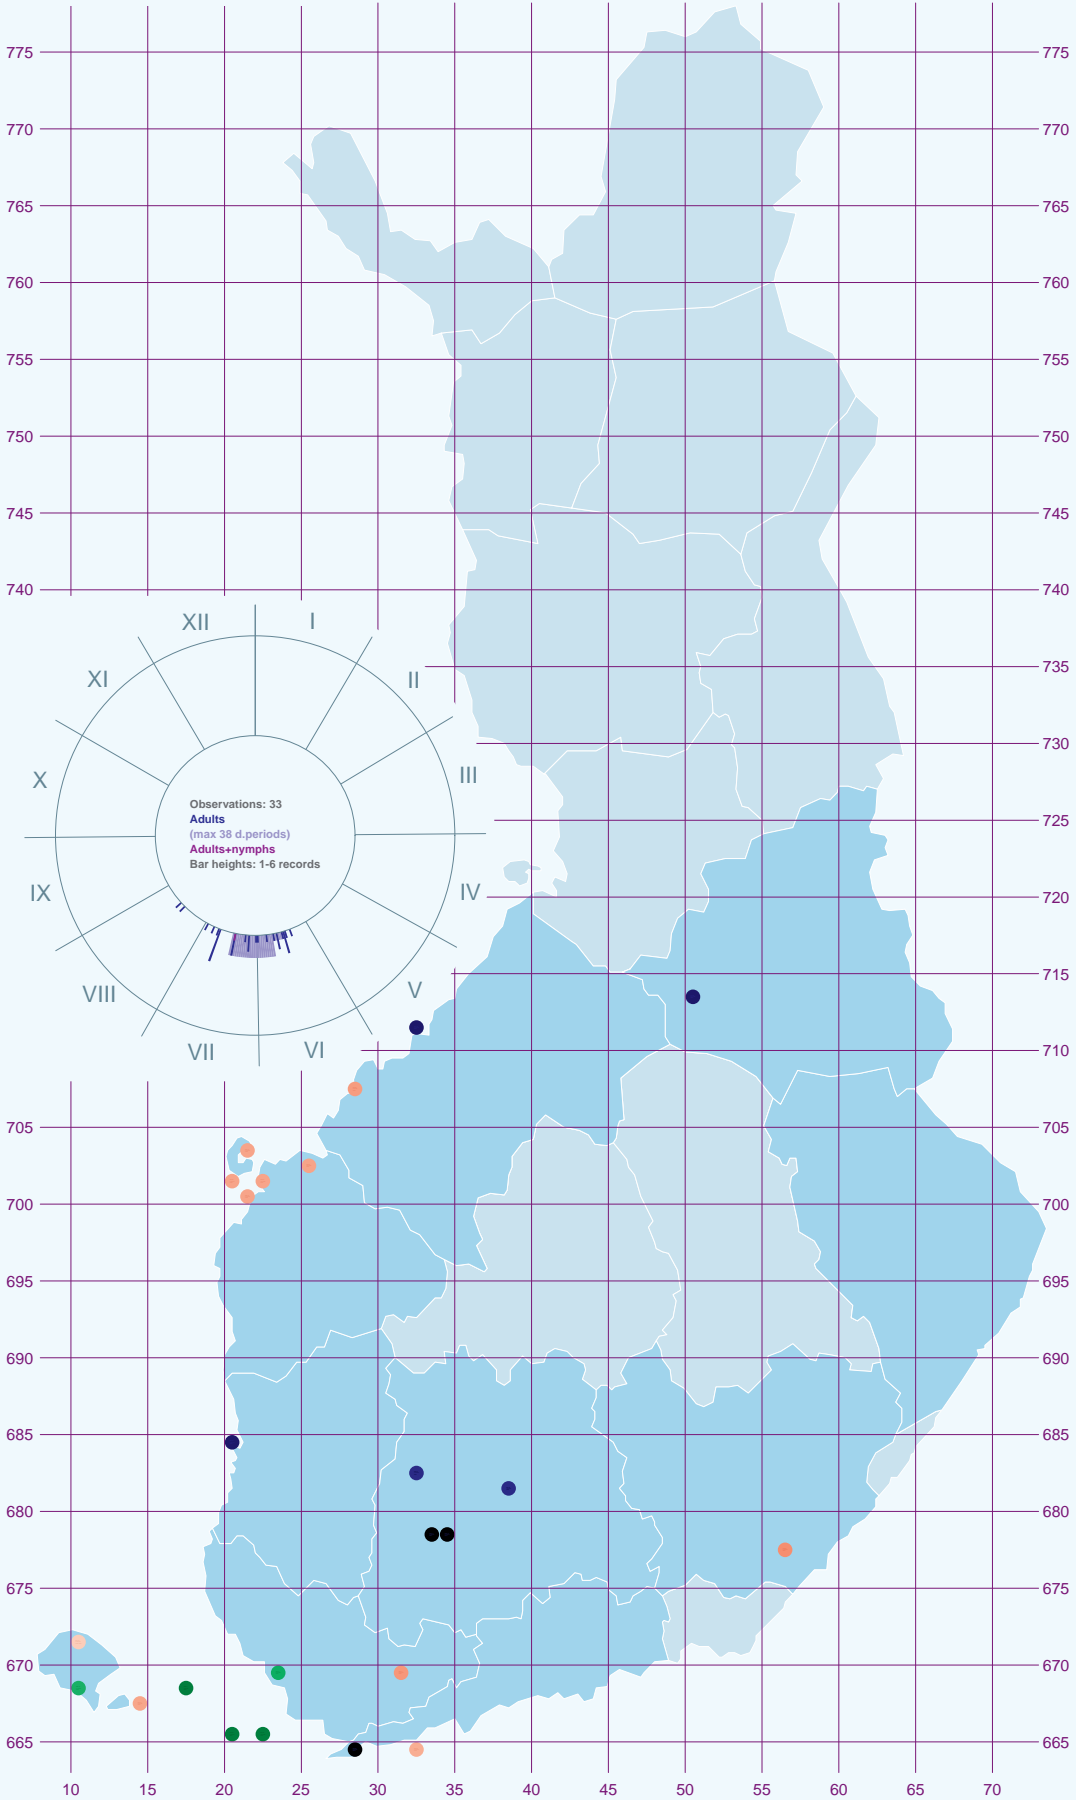 775 775
770 770
765 765
760 760
755 755
750 750
745 745
740 740
XII I
XI II
735
730
X III
725
Observations: 33
Adults
(max 38 d.periods)
Adults+nymphs
Bar heights: 1-6 records
IX IV
720
715
VIII V
VII VI
710
705 705
700 700
695 695
690 690
685 685
680 680
675 675
670 670
665 665
10 15 20 25 30 35 40 45 50 55 60 65 70